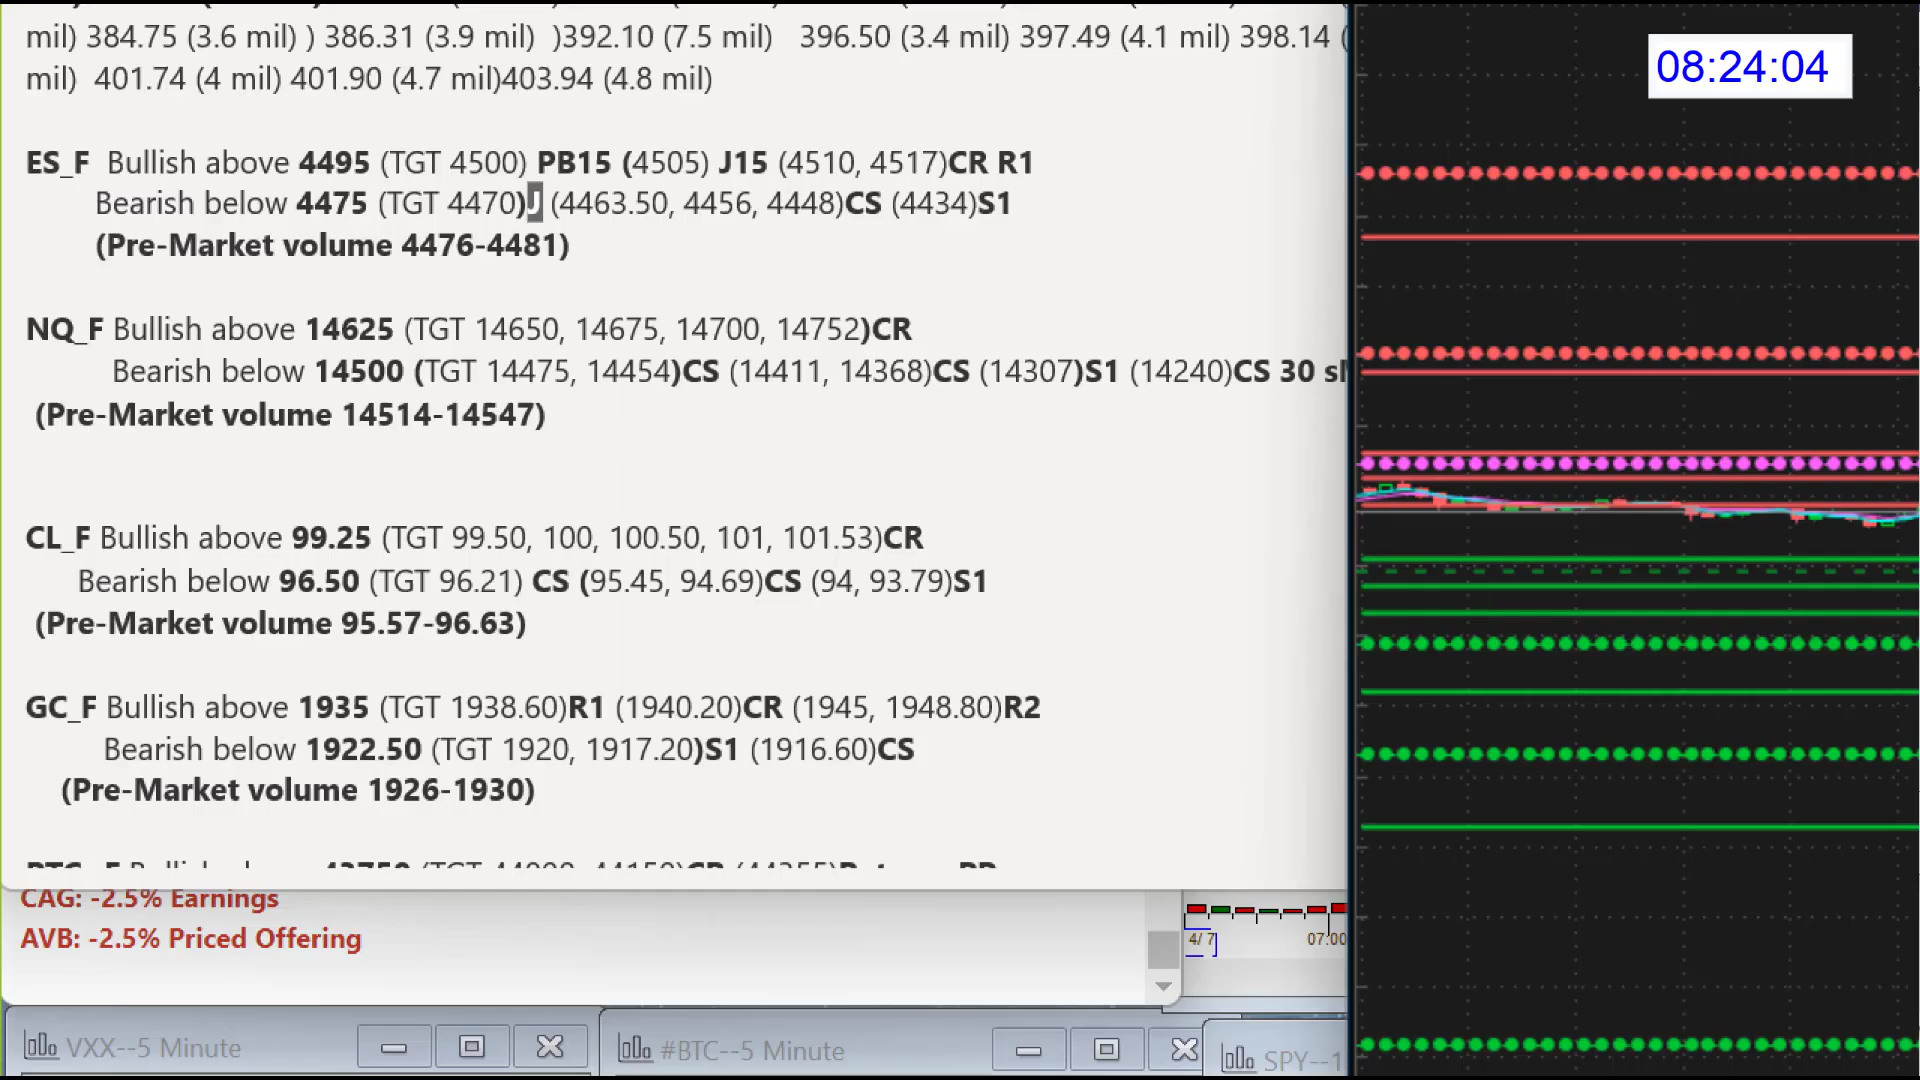 mil) 384.75 (3.6 mil) ) 386.31 (3.9 mil) )392.10 (7.5 mil) 396.50 (3.4 mil) 397.49 (4.1 mil) 398.14 (
mil) 401.74 (4 mil) 401.90 (4.7 mil)403.94 (4.8 mil)
08:24:04
ES_F Bullish above 4495 (TGT 4500) PB15 (4505) J15 (4510, 4517)CR R1
Bearish below 4475 (TGT 4470)J (4463.50, 4456, 4448)CS (4434)S1
(Pre-Market volume 4476-4481)
NQ_F Bullish above 14625 (TGT 14650, 14675, 14700, 14752)CR
Bearish below 14500 (TGT 14475, 14454)CS (14411, 14368)CS (14307)S1 (14240)CS 30
(Pre-Market volume 14514-14547)
CL_F Bullish above 99.25 (TGT 99.50, 100, 100.50, 101, 101.53)CR
Bearish below 96.50 (TGT 96.21) CS (95.45, 94.69)CS (94, 93.79)S1
(Pre-Market volume 95.57-96.63)
GC_F Bullish above 1935 (TGT 1938.60)R1 (1940.20)CR (1945, 1948.80)R2
Bearish below 1922.50 (TGT 1920, 1917.20)S1 (1916.60)CS
(Pre-Market volume 1926-1930)
CAG: -2.5% Earnings
AVB: -2.5% Priced Offering
4/ 7
07:00
VXX--5 Minute
#BTC--5 Minute
SPY--1